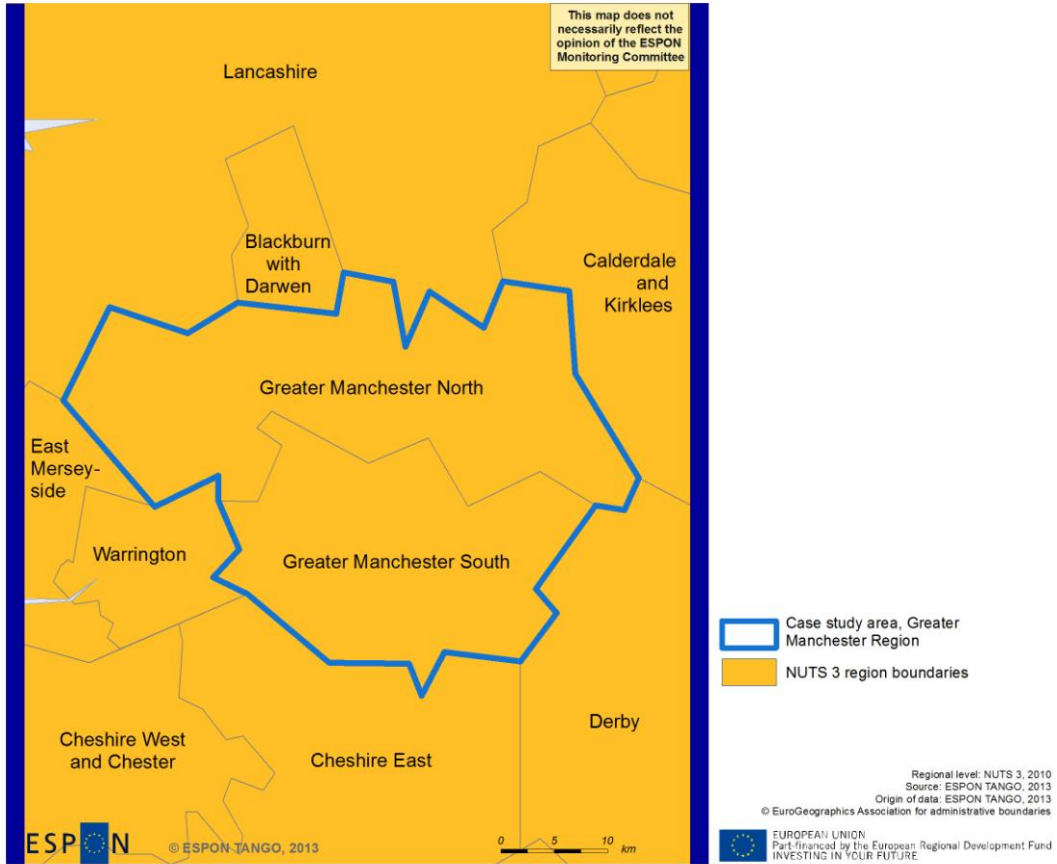 This map does not
necessarily reflect the
opinion of the ESPON
Monitoring Committee
Lancashire
Blackburn
with
Darwen
Calderdale
and
Kirklees
Greater Manchester North
East
Mersey-
side
Warrington
Greater Manchester South
Case study area, Greater
Manchester Region
NUTS 3 region boundaries
Derby
Cheshire West
and Chester
Cheshire East
Regional level: NUTS 3, 2010
Source: ESPON TANGO, 2013
Origin of data: ESPON TANGO, 2013
© EuroGeographics Association for administrative boundaries
ESPON
© ESPON TANGO, 2013
0 5 10
km
EUROPEAN UNION
Part-financed by the European Regional Development Fund
INVESTING IN YOUR FUTURE